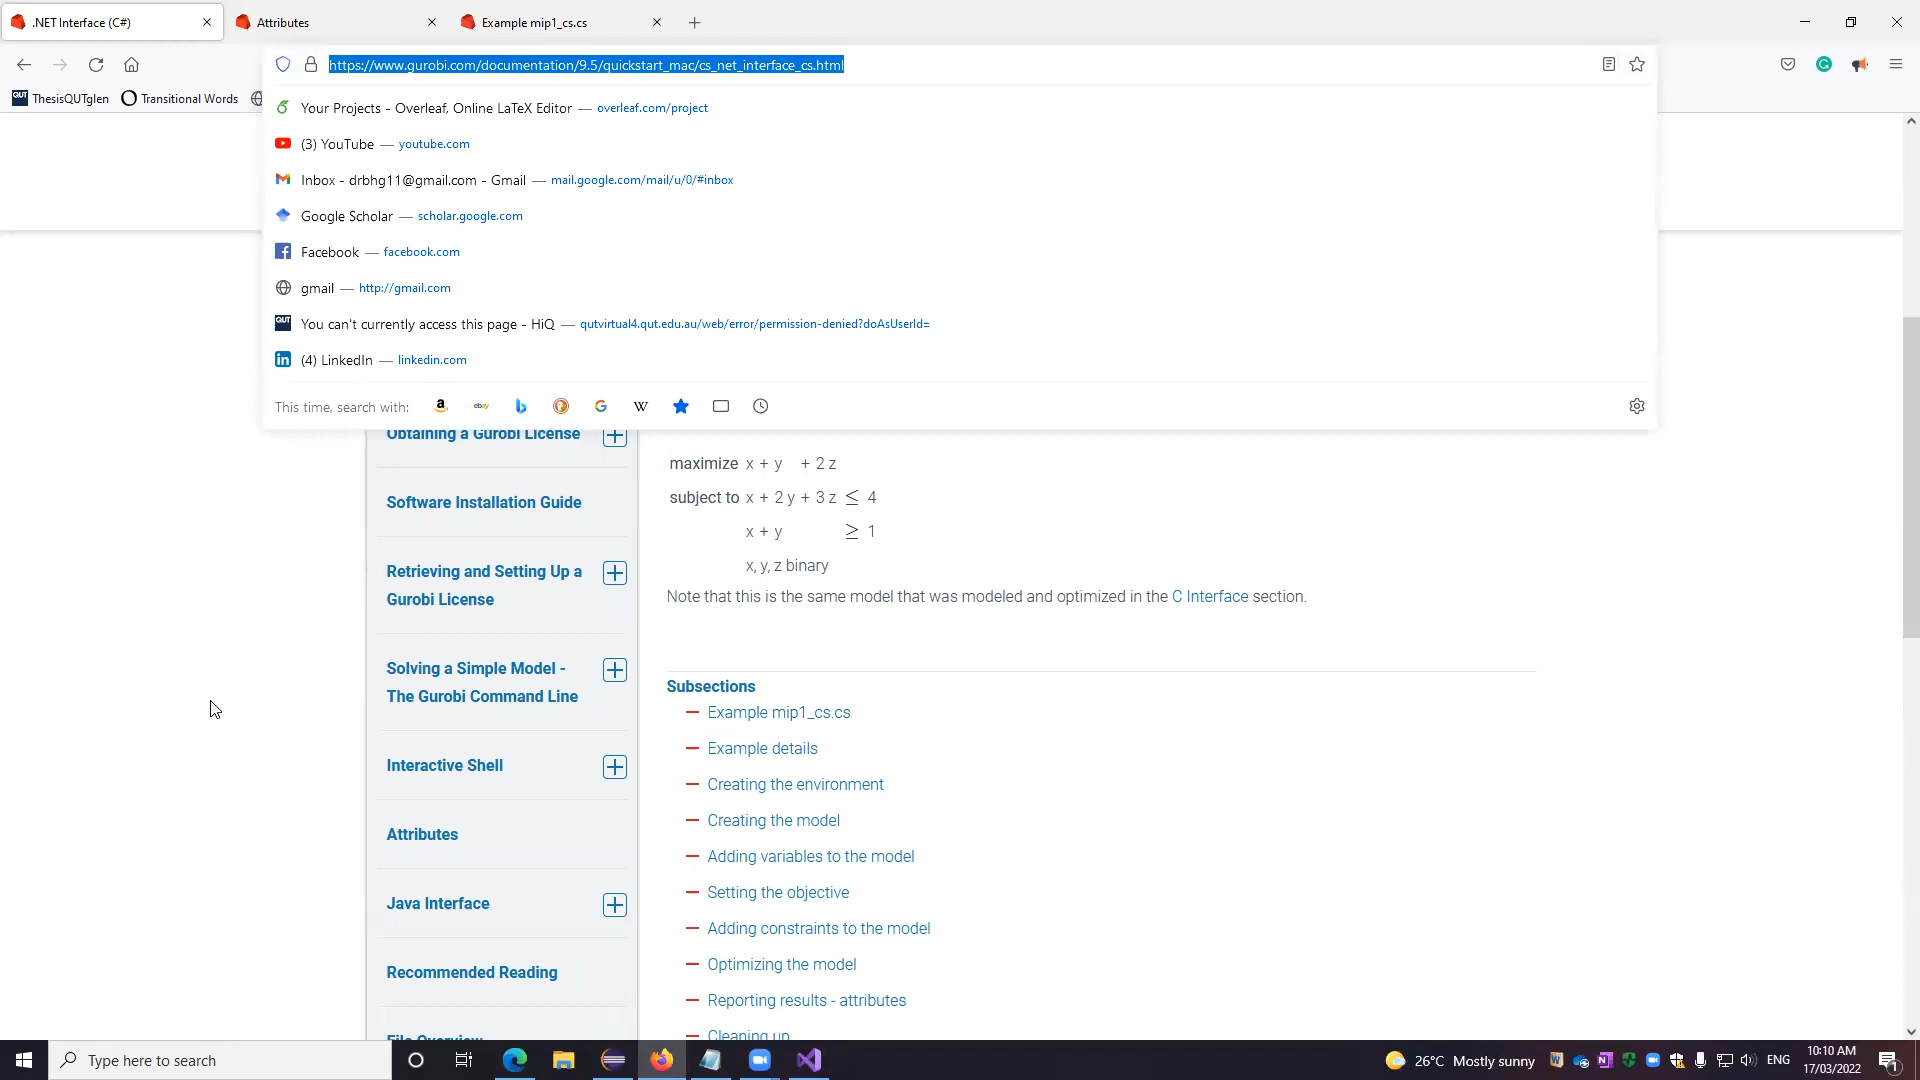 .NET Interface (C#)
Attributes
Example mip1_cs.cs
https://www.gurobi.com/documentation/9.5/quickstart_mac/cs_net_interface_cs.html
ThesisQUTglen
Transitional Words
Your Projects - Overleaf, Online LaTeX Editor — overleaf.com/project
(3) YouTube — youtube.com
Inbox - drbhg11@gmail.com - Gmail — mail.google.com/mail/u/0/#inbox
Google Scholar — scholar.google.com
Facebook — facebook.com
gmail — http://gmail.com
QUT You can't currently access this page - HiQ — qutvirtual4.qut.edu.au/web/error/permission-denied?doAsUserId=
(4) LinkedIn — linkedin.com
This time, search with:
Obtaining a Gurobi License
Software Installation Guide
Retrieving and Setting Up a
Gurobi License
Solving a Simple Model -
The Gurobi Command Line
Interactive Shell
Attributes
Java Interface
Recommended Reading
File Overview
maximize x + y + 2 z
subject to x + 2 y + 3 z ≤ 4
x + y ≥ 1
x, y, z binary
Note that this is the same model that was modeled and optimized in the C Interface section.
Subsections
Example mip1_cs.cs
Example details
Creating the environment
Creating the model
Adding variables to the model
Setting the objective
Adding constraints to the model
Optimizing the model
Reporting results - attributes
Cleaning up
Type here to search
26°C Mostly sunny
ENG
10:10 AM
17/03/2022